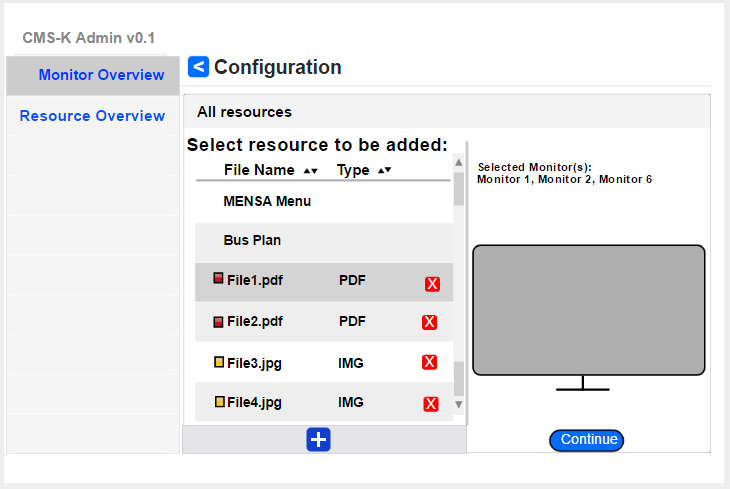 CMS-K Admin v0.1
Monitor Overview
Resource Overview
< Configuration
All resources
Select resource to be added:
File Name ▲▼ Type ▲▼
MENSA Menu
Bus Plan
File1.pdf PDF X
File2.pdf PDF X
File3.jpg IMG X
File4.jpg IMG X
+
Selected Monitor(s):
Monitor 1, Monitor 2, Monitor 6
Continue